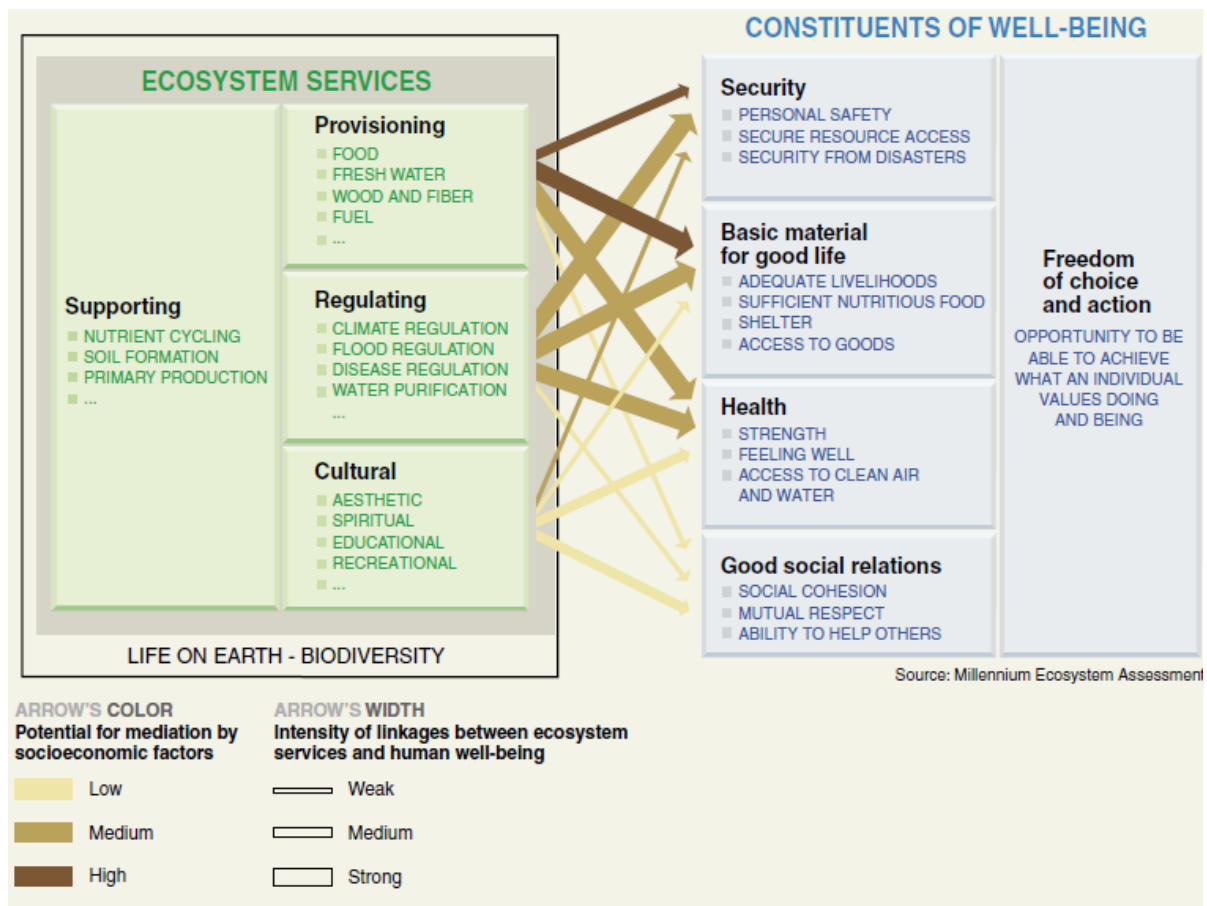 CONSTITUENTS OF WELL-BEING
ECOSYSTEM SERVICES
Supporting
NUTRIENT CYCLING
SOIL FORMATION
PRIMARY PRODUCTION
...
Provisioning
FOOD
FRESH WATER
WOOD AND FIBER
FUEL
...
Regulating
CLIMATE REGULATION
FLOOD REGULATION
DISEASE REGULATION
WATER PURIFICATION
...
Cultural
AESTHETIC
SPIRITUAL
EDUCATIONAL
RECREATIONAL
...
LIFE ON EARTH - BIODIVERSITY
Security
PERSONAL SAFETY
SECURE RESOURCE ACCESS
SECURITY FROM DISASTERS
Basic material
for good life
ADEQUATE LIVELIHOODS
SUFFICIENT NUTRITIOUS FOOD
SHELTER
ACCESS TO GOODS
Health
STRENGTH
FEELING WELL
ACCESS TO CLEAN AIR
AND WATER
Good social relations
SOCIAL COHESION
MUTUAL RESPECT
ABILITY TO HELP OTHERS
Freedom
of choice
and action
OPPORTUNITY TO BE
ABLE TO ACHIEVE
WHAT AN INDIVIDUAL
VALUES DOING
AND BEING
Source: Millennium Ecosystem Assessment
ARROW'S COLOR
Potential for mediation by
socioeconomic factors
Low
Medium
High
ARROW'S WIDTH
Intensity of linkages between ecosystem
services and human well-being
Weak
Medium
Strong